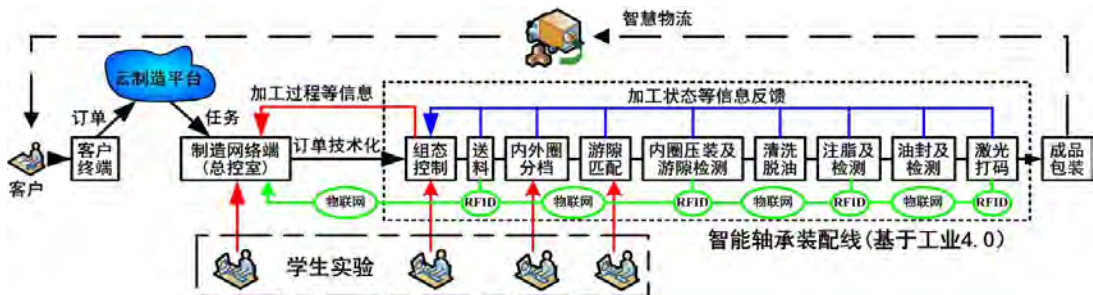 智慧物流
云制造平台
订单
任务
加工过程等信息
加工状态等信息反馈
客户
客户
终端
制造网络端
(总控室)
订单技术化
组态
控制
送
料
内外圈
分档
游隙
匹配
内圈压装及
游隙检测
清洗
脱油
注脂及
检测
油封及
检测
激光
打码
成品
包装
物联网
RFID
物联网
RFID
物联网
RFID
物联网
RFID
智能轴承装配线(基于工业4.0)
学生实验